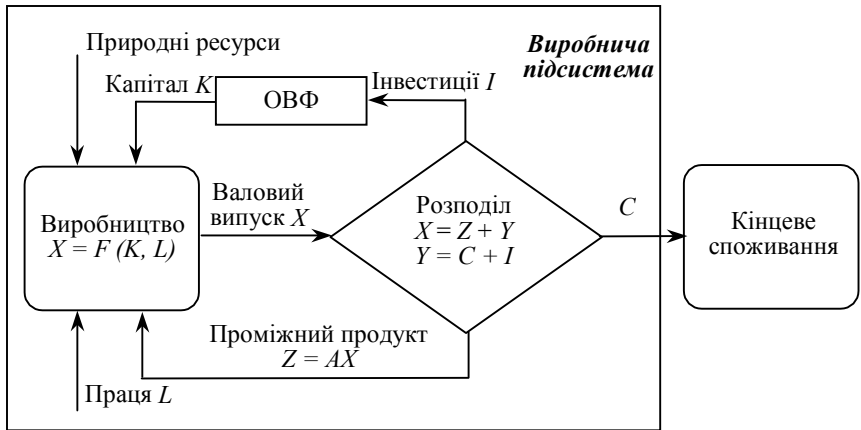 Природні ресурси
Виробнича
підсистема
Капітал K
ОВФ
Інвестиції I
Виробництво
X = F (K, L)
Валовий
випуск X
Розподіл
X = Z + Y
Y = C + I
C
Кінцеве
споживання
Проміжний продукт
Z = AX
Праця L